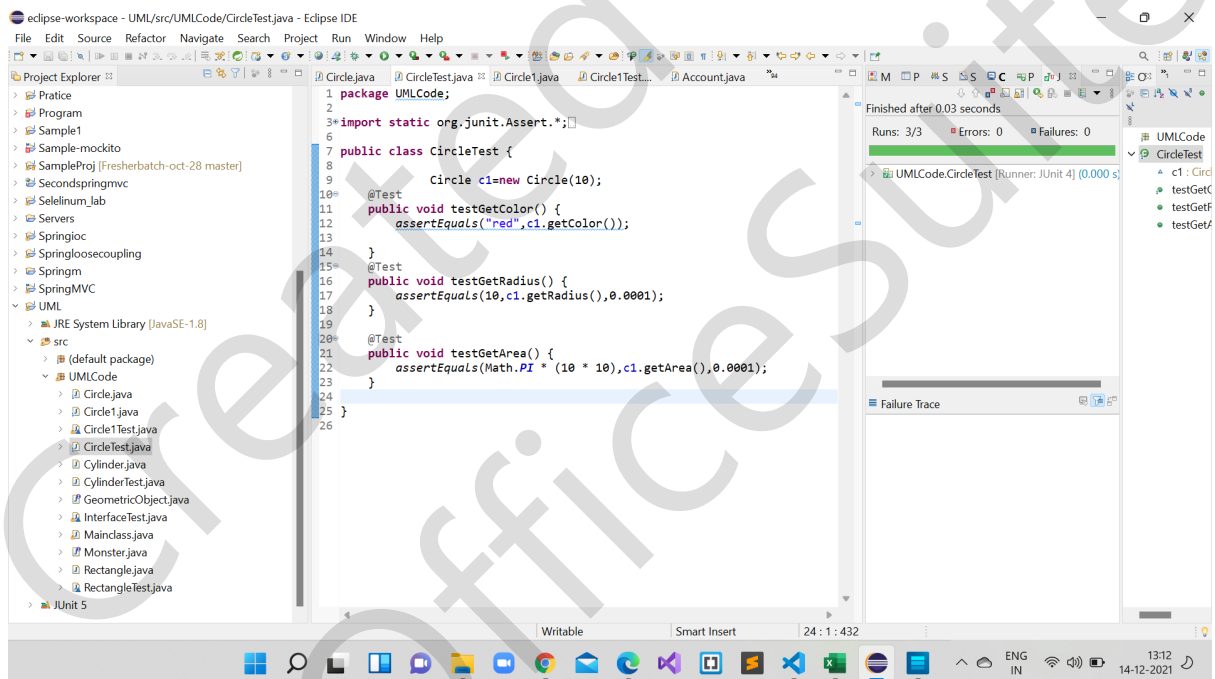 eclipse-workspace - UML/src/UMLCode/CircleTest.java - Eclipse IDE
File Edit Source Refactor Navigate Search Project Run Window Help
Project Explorer
Pratice
Program
Sample1
Sample-mockito
SampleProj [Fresherbatch-oct-28 master]
Secondspringmvc
Selelinum_lab
Servers
Springioc
Springloosecoupling
Springm
SpringMVC
UML
JRE System Library [JavaSE-1.8]
src
(default package)
UMLCode
Circle.java
Circle1.java
Circle1Test.java
CircleTest.java
Cylinder.java
CylinderTest.java
GeometricObject.java
InterfaceTest.java
Mainclass.java
Monster.java
Rectangle.java
RectangleTest.java
JUnit 5
Circle.java CircleTest.java Circle1.java Circle1Test.... Account.java
1 package UMLCode;
2
3 import static org.junit.Assert.*;
6
7 public class CircleTest {
8
9 Circle c1=new Circle(10);
10 @Test
11 public void testGetColor() {
12 assertEquals("red",c1.getColor());
13
14 }
15 @Test
16 public void testGetRadius() {
17 assertEquals(10,c1.getRadius(),0.0001);
18 }
19
20 @Test
21 public void testGetArea() {
22 assertEquals(Math.PI * (10 * 10),c1.getArea(),0.0001);
23 }
24
25 }
26
M P S S C P J
Finished after 0.03 seconds
Runs: 3/3 Errors: 0 Failures: 0
UMLCode.CircleTest [Runner: JUnit 4] (0.000 s)
Failure Trace
UMLCode
CircleTest
c1 : Circ
testGetC
testGetR
testGetA
Writable Smart Insert 24 : 1 : 432
ENG
IN
13:12
14-12-2021
Created
OfficeSuite